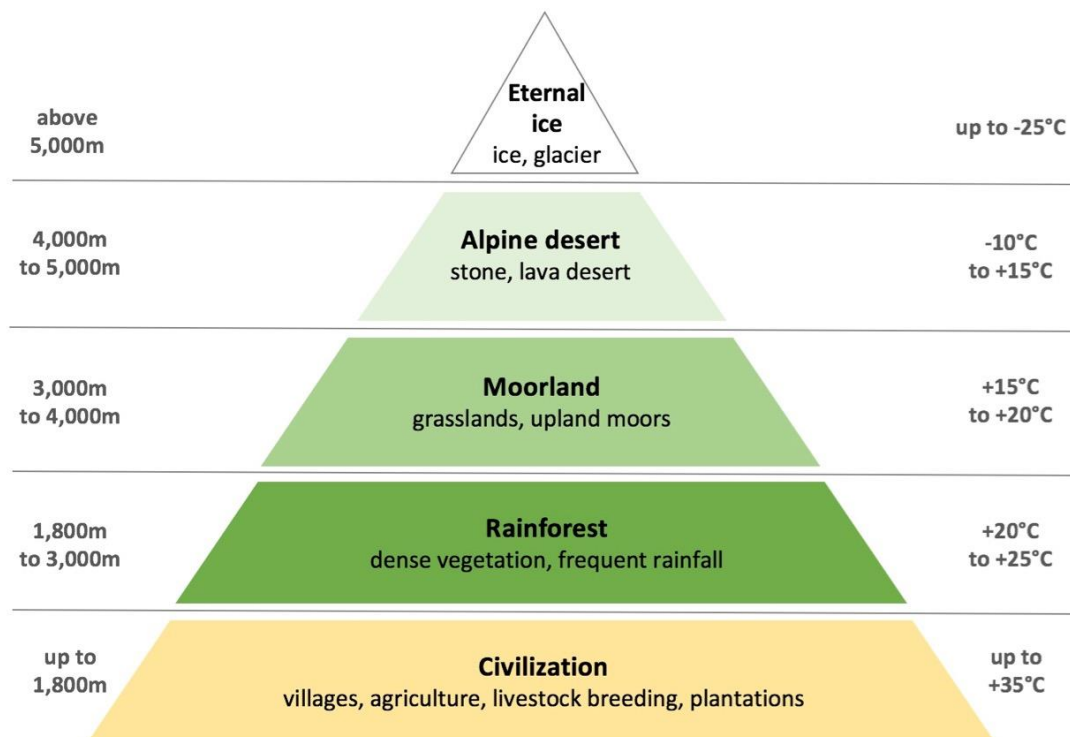 above
5,000m
Eternal
ice
ice, glacier
up to -25°C
4,000m
to 5,000m
Alpine desert
stone, lava desert
-10°C
to +15°C
3,000m
to 4,000m
Moorland
grasslands, upland moors
+15°C
to +20°C
1,800m
to 3,000m
Rainforest
dense vegetation, frequent rainfall
+20°C
to +25°C
up to
1,800m
Civilization
villages, agriculture, livestock breeding, plantations
up to
+35°C